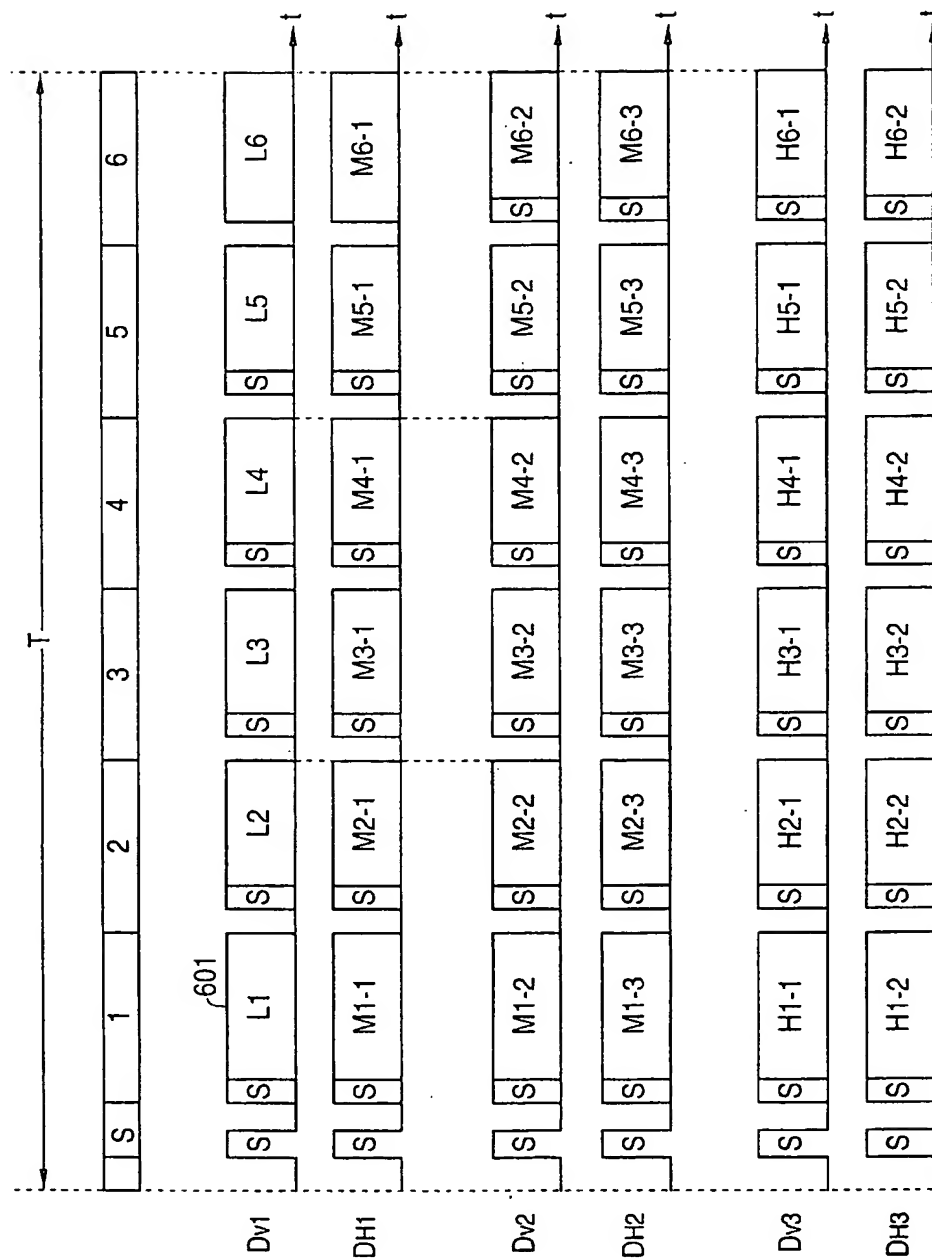 T
S 1 2 3 4 5 6
601
Dv1 S S L1 S L2 S L3 S L4 S L5 L6 t
DH1 S S M1-1 S M2-1 S M3-1 S M4-1 S M5-1 M6-1 t
Dv2 S S M1-2 S M2-2 S M3-2 S M4-2 S M5-2 S M6-2 t
DH2 S S M1-3 S M2-3 S M3-3 S M4-3 S M5-3 S M6-3 t
Dv3 S S H1-1 S H2-1 S H3-1 S H4-1 S H5-1 S H6-1 t
DH3 S S H1-2 S H2-2 S H3-2 S H4-2 S H5-2 S H6-2 t